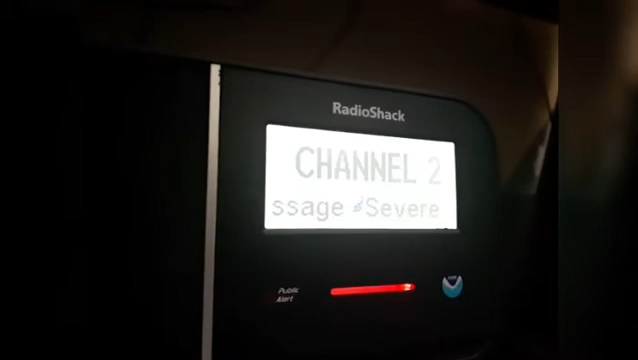 RadioShack
CHANNEL 2
ssage Severe
Public
Alert